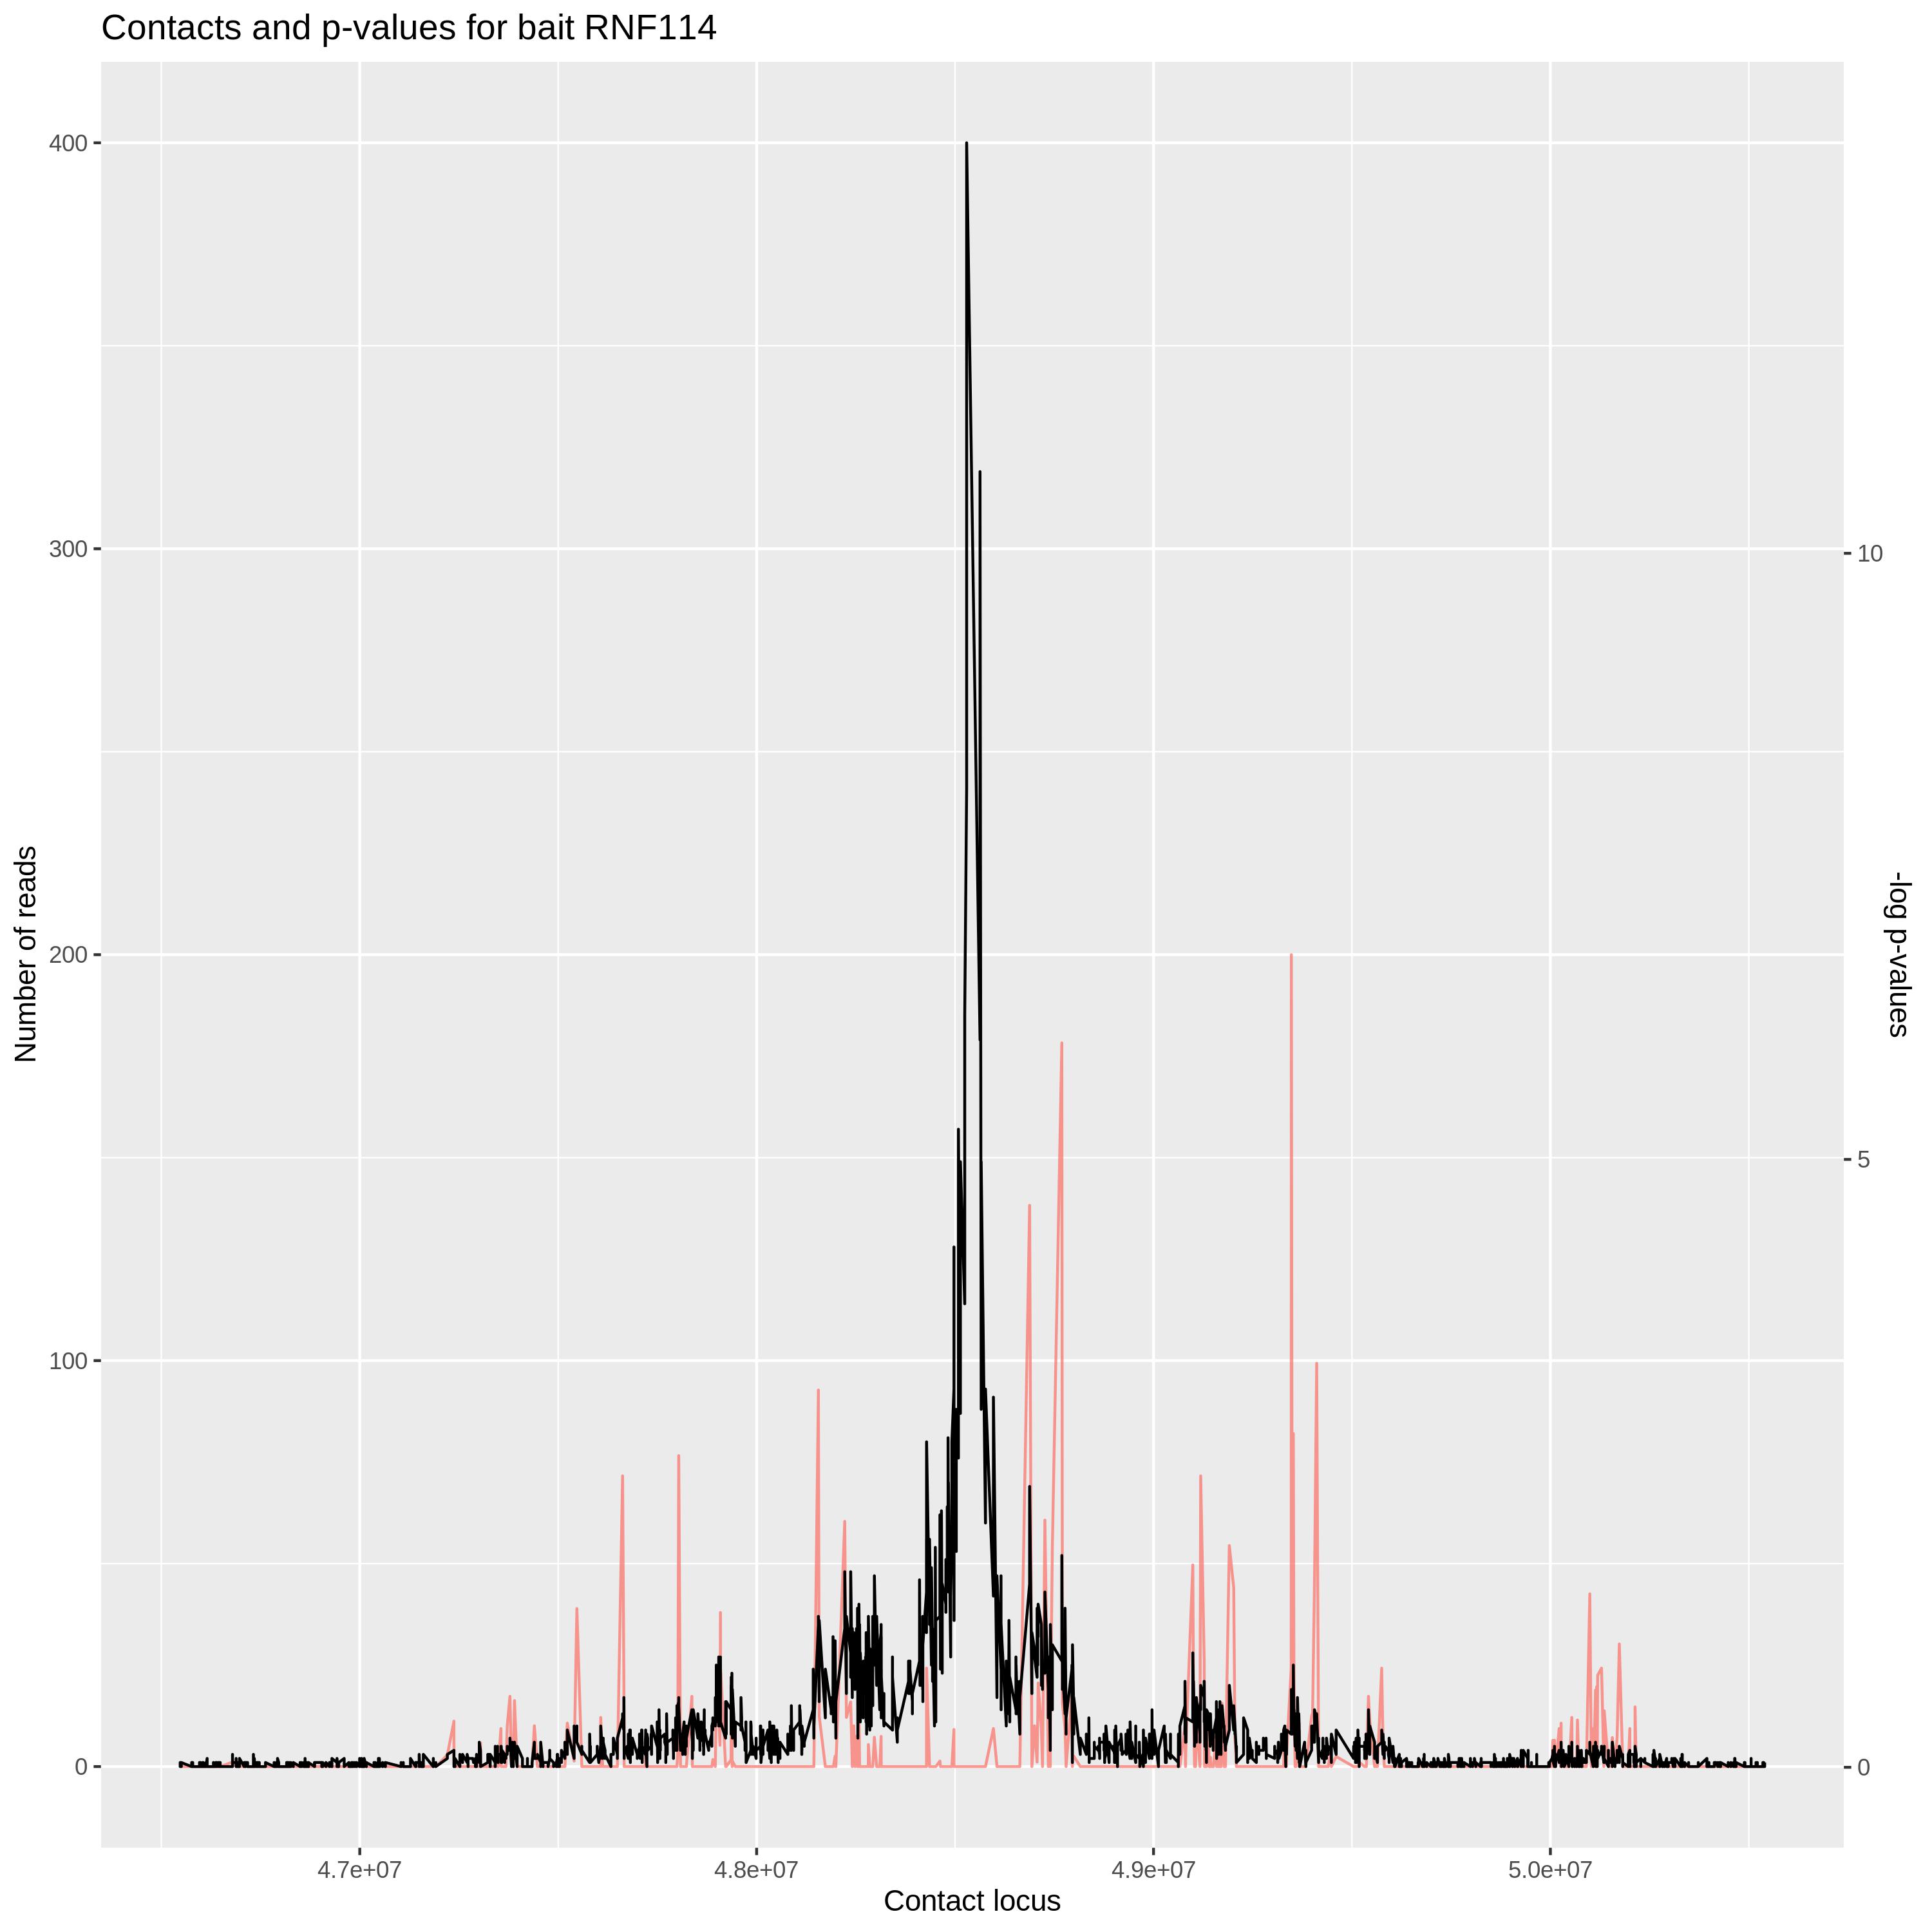 Contacts and p-values for bait RNF114
400
300
200
100
0
10
5
0
Number of reads
-log p-values
4.7e+07 4.8e+07 4.9e+07 5.0e+07
Contact locus